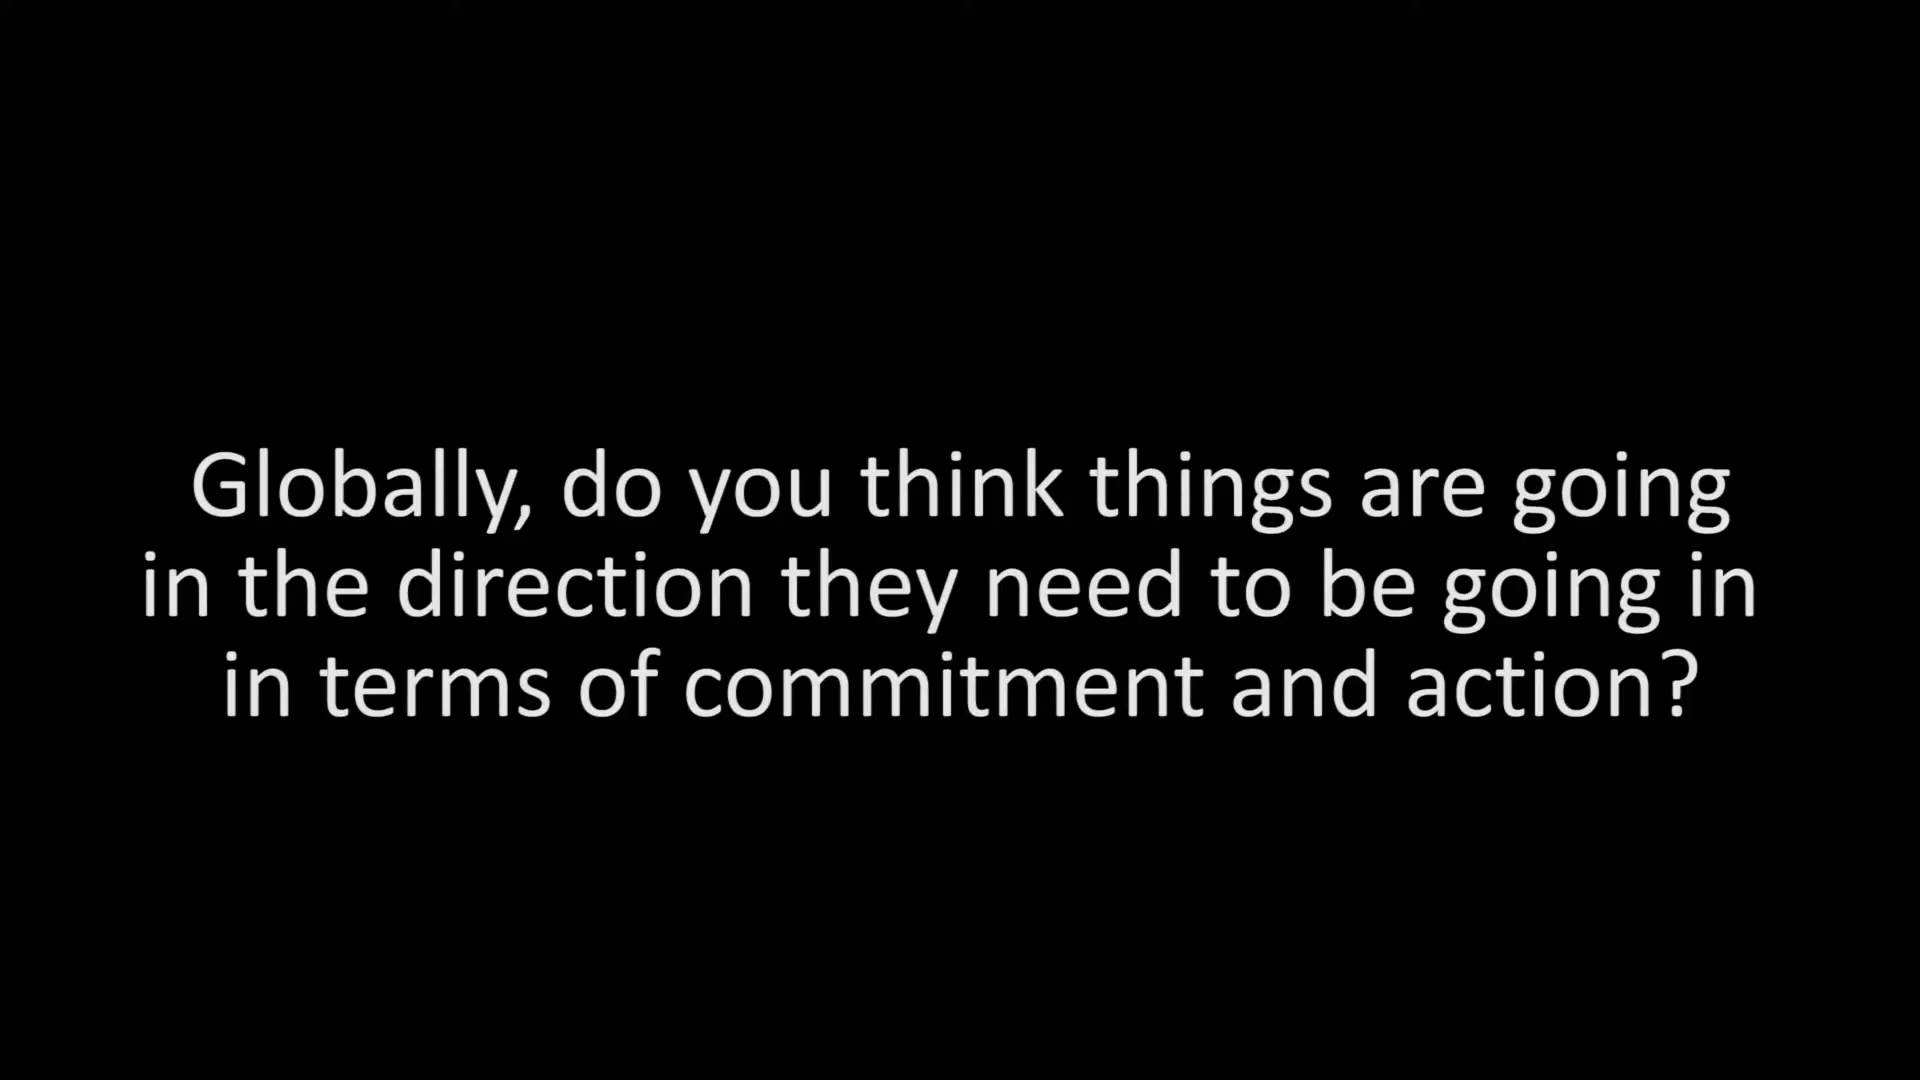 Globally, do you think things are going
in the direction they need to be going in
in terms of commitment and action?